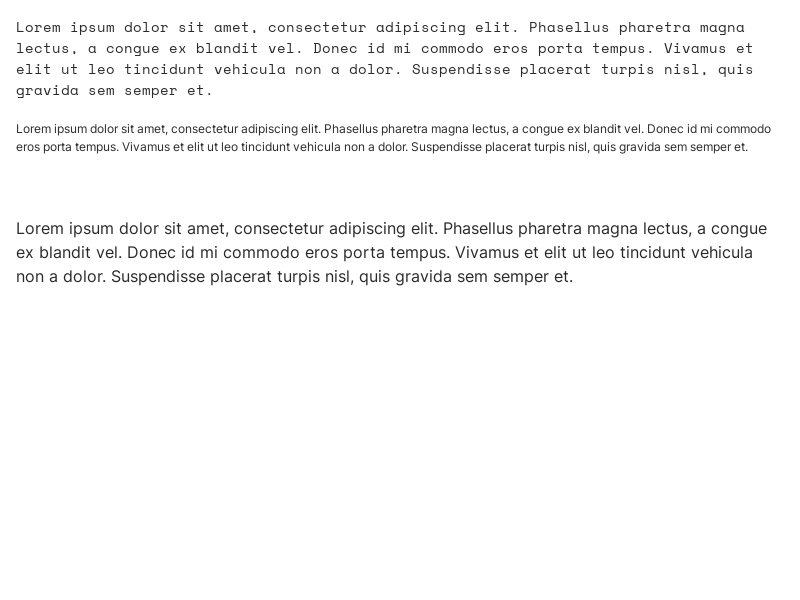 Lorem ipsum dolor sit amet, consectetur adipiscing elit. Phasellus pharetra magna
lectus, a congue ex blandit vel. Donec id mi commodo eros porta tempus. Vivamus et
elit ut leo tincidunt vehicula non a dolor. Suspendisse placerat turpis nisl, quis
gravida sem semper et.
Lorem ipsum dolor sit amet, consectetur adipiscing elit. Phasellus pharetra magna lectus, a congue ex blandit vel. Donec id mi commodo
eros porta tempus. Vivamus et elit ut leo tincidunt vehicula non a dolor. Suspendisse placerat turpis nisl, quis gravida sem semper et.
Lorem ipsum dolor sit amet, consectetur adipiscing elit. Phasellus pharetra magna lectus, a congue
ex blandit vel. Donec id mi commodo eros porta tempus. Vivamus et elit ut leo tincidunt vehicula
non a dolor. Suspendisse placerat turpis nisl, quis gravida sem semper et.